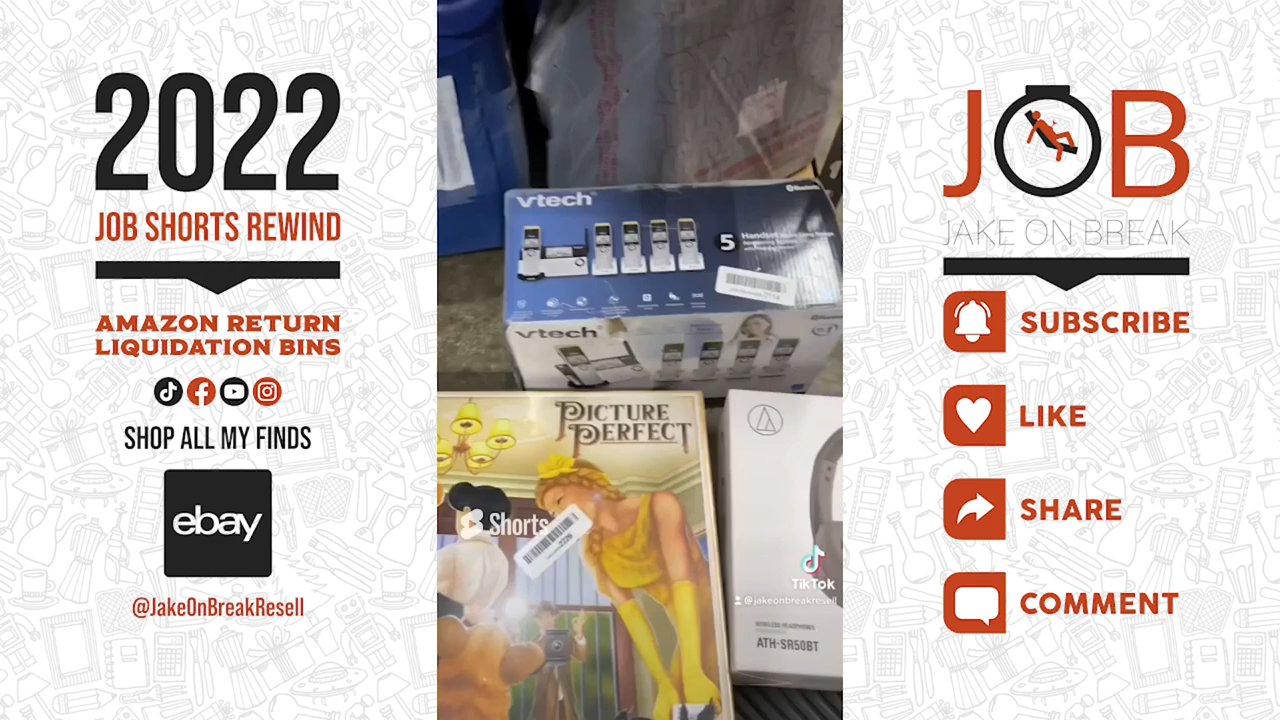 2022
JOB SHORTS REWIND
AMAZON RETURN
LIQUIDATION BINS
SHOP ALL MY FINDS
ebay
@JakeOnBreakResell
vtech
5 Handset
vtech
PICTURE
PERFECT
Shorts
TikTok
@jakeonbreakresell
WIRELESS HEADPHONES
ATH-SR50BT
JOB
JAKE ON BREAK
SUBSCRIBE
LIKE
SHARE
COMMENT